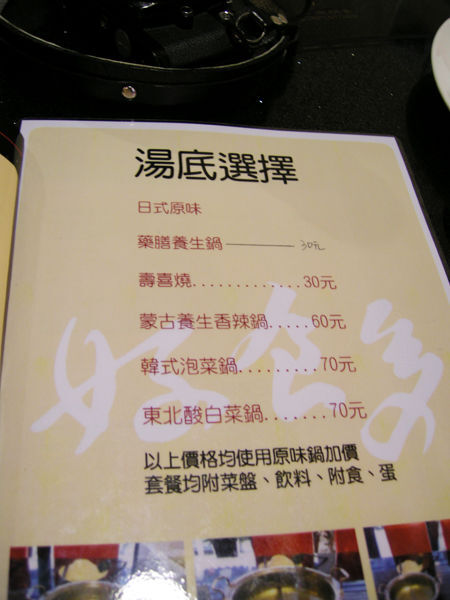 湯底選擇
日式原味
藥膳養生鍋 ———— 30元
壽喜燒.............30元
蒙古養生香辣鍋.....60元
韓式泡菜鍋.........70元
東北酸白菜鍋.......70元
以上價格均使用原味鍋加價
套餐均附菜盤、飲料、附食、蛋
好食多